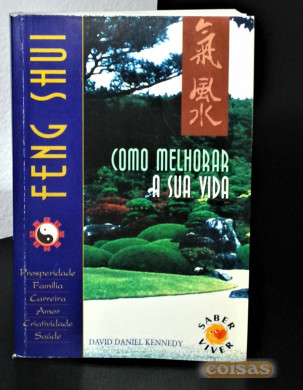 FENG SHUI
Prosperidade
Família
Carreira
Amor
Criatividade
Saúde
氣
風
水
COMO MELHORAR
A SUA VIDA
DAVID DANIEL KENNEDY
SABER
VIVER
coisas